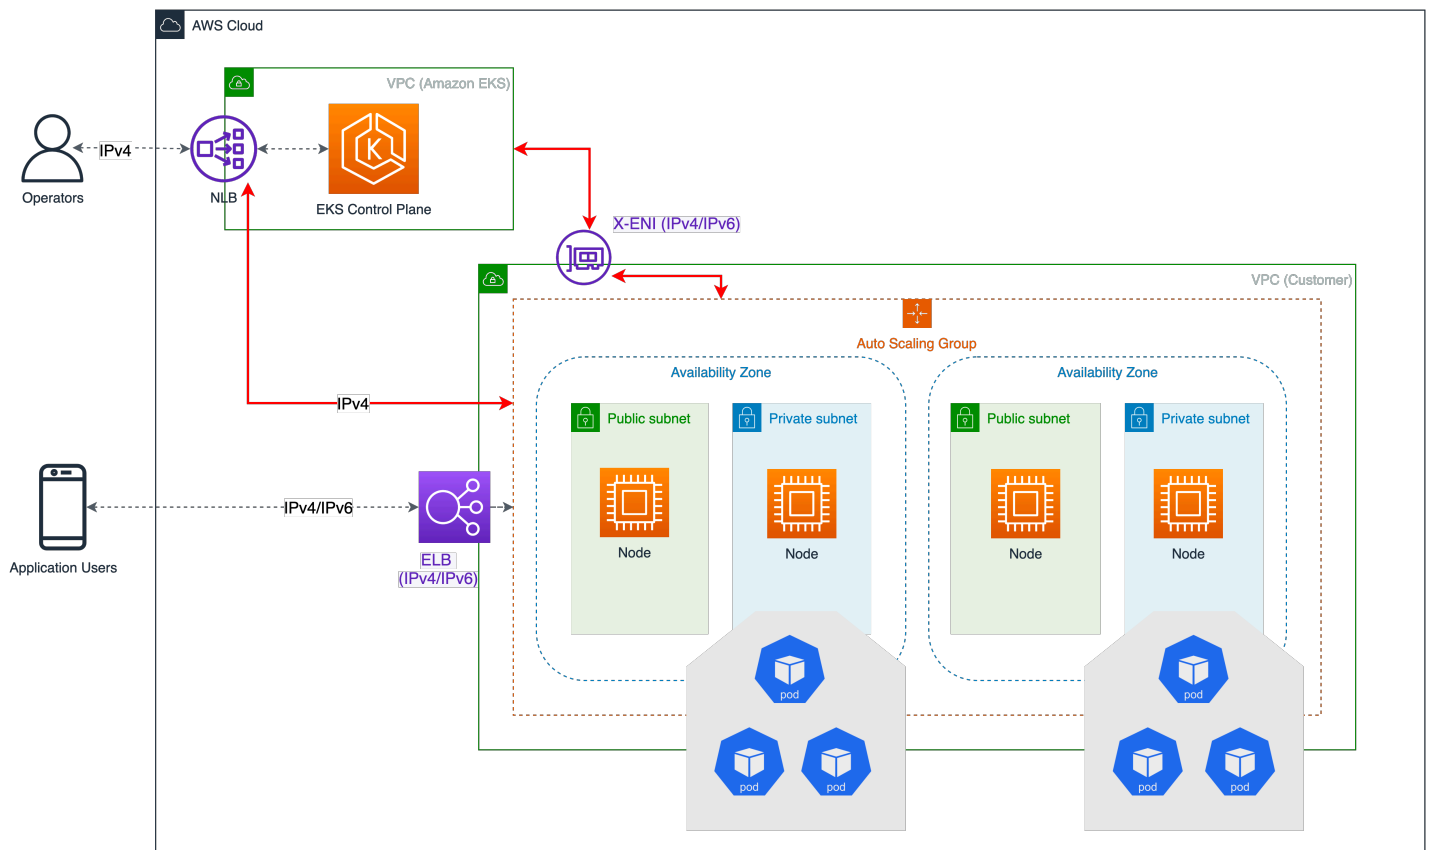 AWS Cloud
VPC (Amazon EKS)
IPv4
Operators
NLB
EKS Control Plane
X-ENI (IPv4/IPv6)
VPC (Customer)
Auto Scaling Group
Availability Zone
Availability Zone
IPv4
Public subnet
Private subnet
Public subnet
Private subnet
IPv4/IPv6
Node
Node
Node
Node
ELB
(IPv4/IPv6)
Application Users
pod
pod
pod
pod
pod
pod